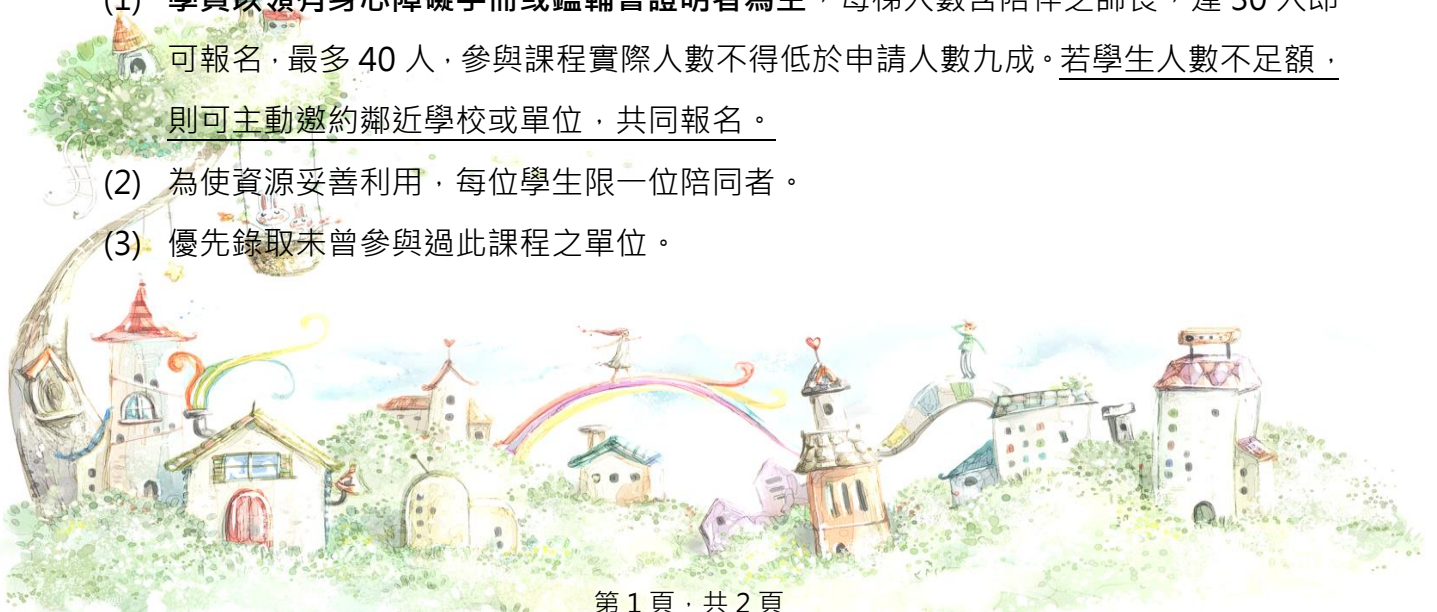 (1) 學員以領有身心障礙手冊或鑑輔會證明者為主，每梯人數含陪伴之師長，達 30 人即
可報名，最多 40 人，參與課程實際人數不得低於申請人數九成。若學生人數不足額，
則可主動邀約鄰近學校或單位，共同報名。
(2) 為使資源妥善利用，每位學生限一位陪同者。
(3) 優先錄取未曾參與過此課程之單位。
第 1 頁，共 2 頁